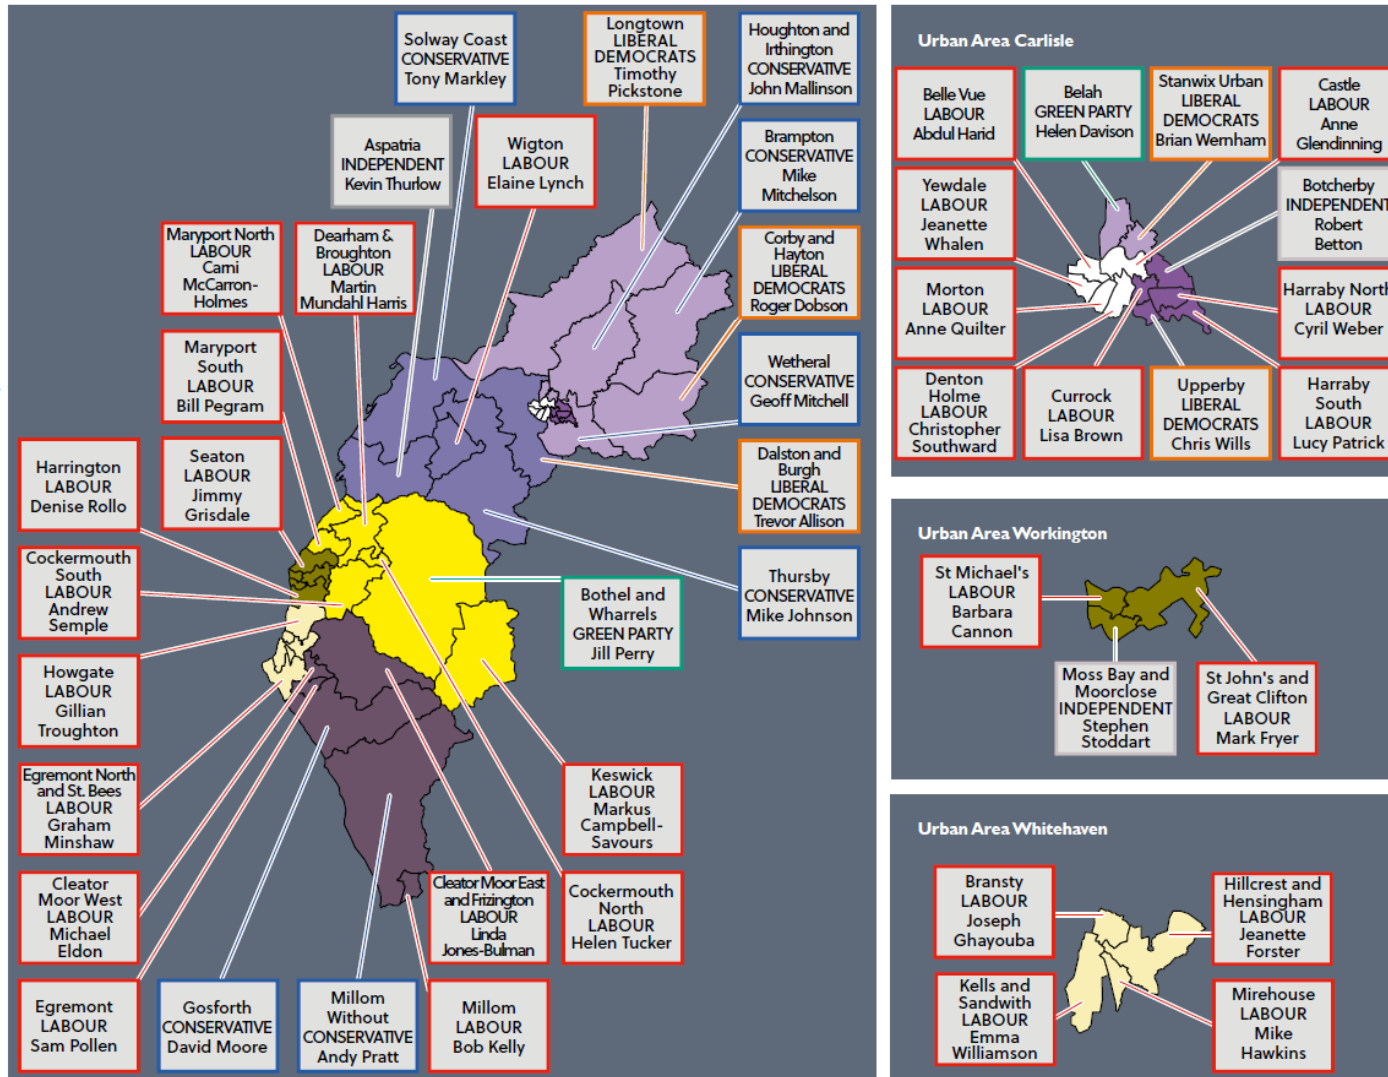 Solway Coast
CONSERVATIVE
Tony Markley
Longtown
LIBERAL
DEMOCRATS
Timothy
Pickstone
Houghton and
Irthington
CONSERVATIVE
John Mallinson
Aspatria
INDEPENDENT
Kevin Thurlow
Wigton
LABOUR
Elaine Lynch
Brampton
CONSERVATIVE
Mike
Mitchelson
Maryport North
LABOUR
Cami
McCarron-
Holmes
Dearham &
Broughton
LABOUR
Martin
Mundahl Harris
Corby and
Hayton
LIBERAL
DEMOCRATS
Roger Dobson
Maryport
South
LABOUR
Bill Pegram
Wetheral
CONSERVATIVE
Geoff Mitchell
Harrington
LABOUR
Denise Rollo
Seaton
LABOUR
Jimmy
Grisdale
Dalston and
Burgh
LIBERAL
DEMOCRATS
Trevor Allison
Cockermouth
South
LABOUR
Andrew
Semple
Bothel and
Wharrels
GREEN PARTY
Jill Perry
Thursby
CONSERVATIVE
Mike Johnson
Howgate
LABOUR
Gillian
Troughton
Egremont North
and St. Bees
LABOUR
Graham
Minshaw
Keswick
LABOUR
Markus
Campbell-
Savours
Cleator
Moor West
LABOUR
Michael
Eldon
Cleator Moor East
and Frizington
LABOUR
Linda
Jones-Bulman
Cockermouth
North
LABOUR
Helen Tucker
Egremont
LABOUR
Sam Pollen
Gosforth
CONSERVATIVE
David Moore
Millom
Without
CONSERVATIVE
Andy Pratt
Millom
LABOUR
Bob Kelly
Urban Area Carlisle
Belle Vue
LABOUR
Abdul Harid
Belah
GREEN PARTY
Helen Davison
Stanwix Urban
LIBERAL
DEMOCRATS
Brian Wernham
Castle
LABOUR
Anne
Glendinning
Yewdale
LABOUR
Jeanette
Whalen
Botcherby
INDEPENDENT
Robert
Betton
Morton
LABOUR
Anne Quilter
Harraby North
LABOUR
Cyril Weber
Denton
Holme
LABOUR
Christopher
Southward
Currock
LABOUR
Lisa Brown
Upperby
LIBERAL
DEMOCRATS
Chris Wills
Harraby
South
LABOUR
Lucy Patrick
Urban Area Workington
St Michael's
LABOUR
Barbara
Cannon
Moss Bay and
Moorclose
INDEPENDENT
Stephen
Stoddart
St John's and
Great Clifton
LABOUR
Mark Fryer
Urban Area Whitehaven
Bransty
LABOUR
Joseph
Ghayouba
Hillcrest and
Hensingham
LABOUR
Jeanette
Forster
Kells and
Sandwith
LABOUR
Emma
Williamson
Mirehouse
LABOUR
Mike
Hawkins